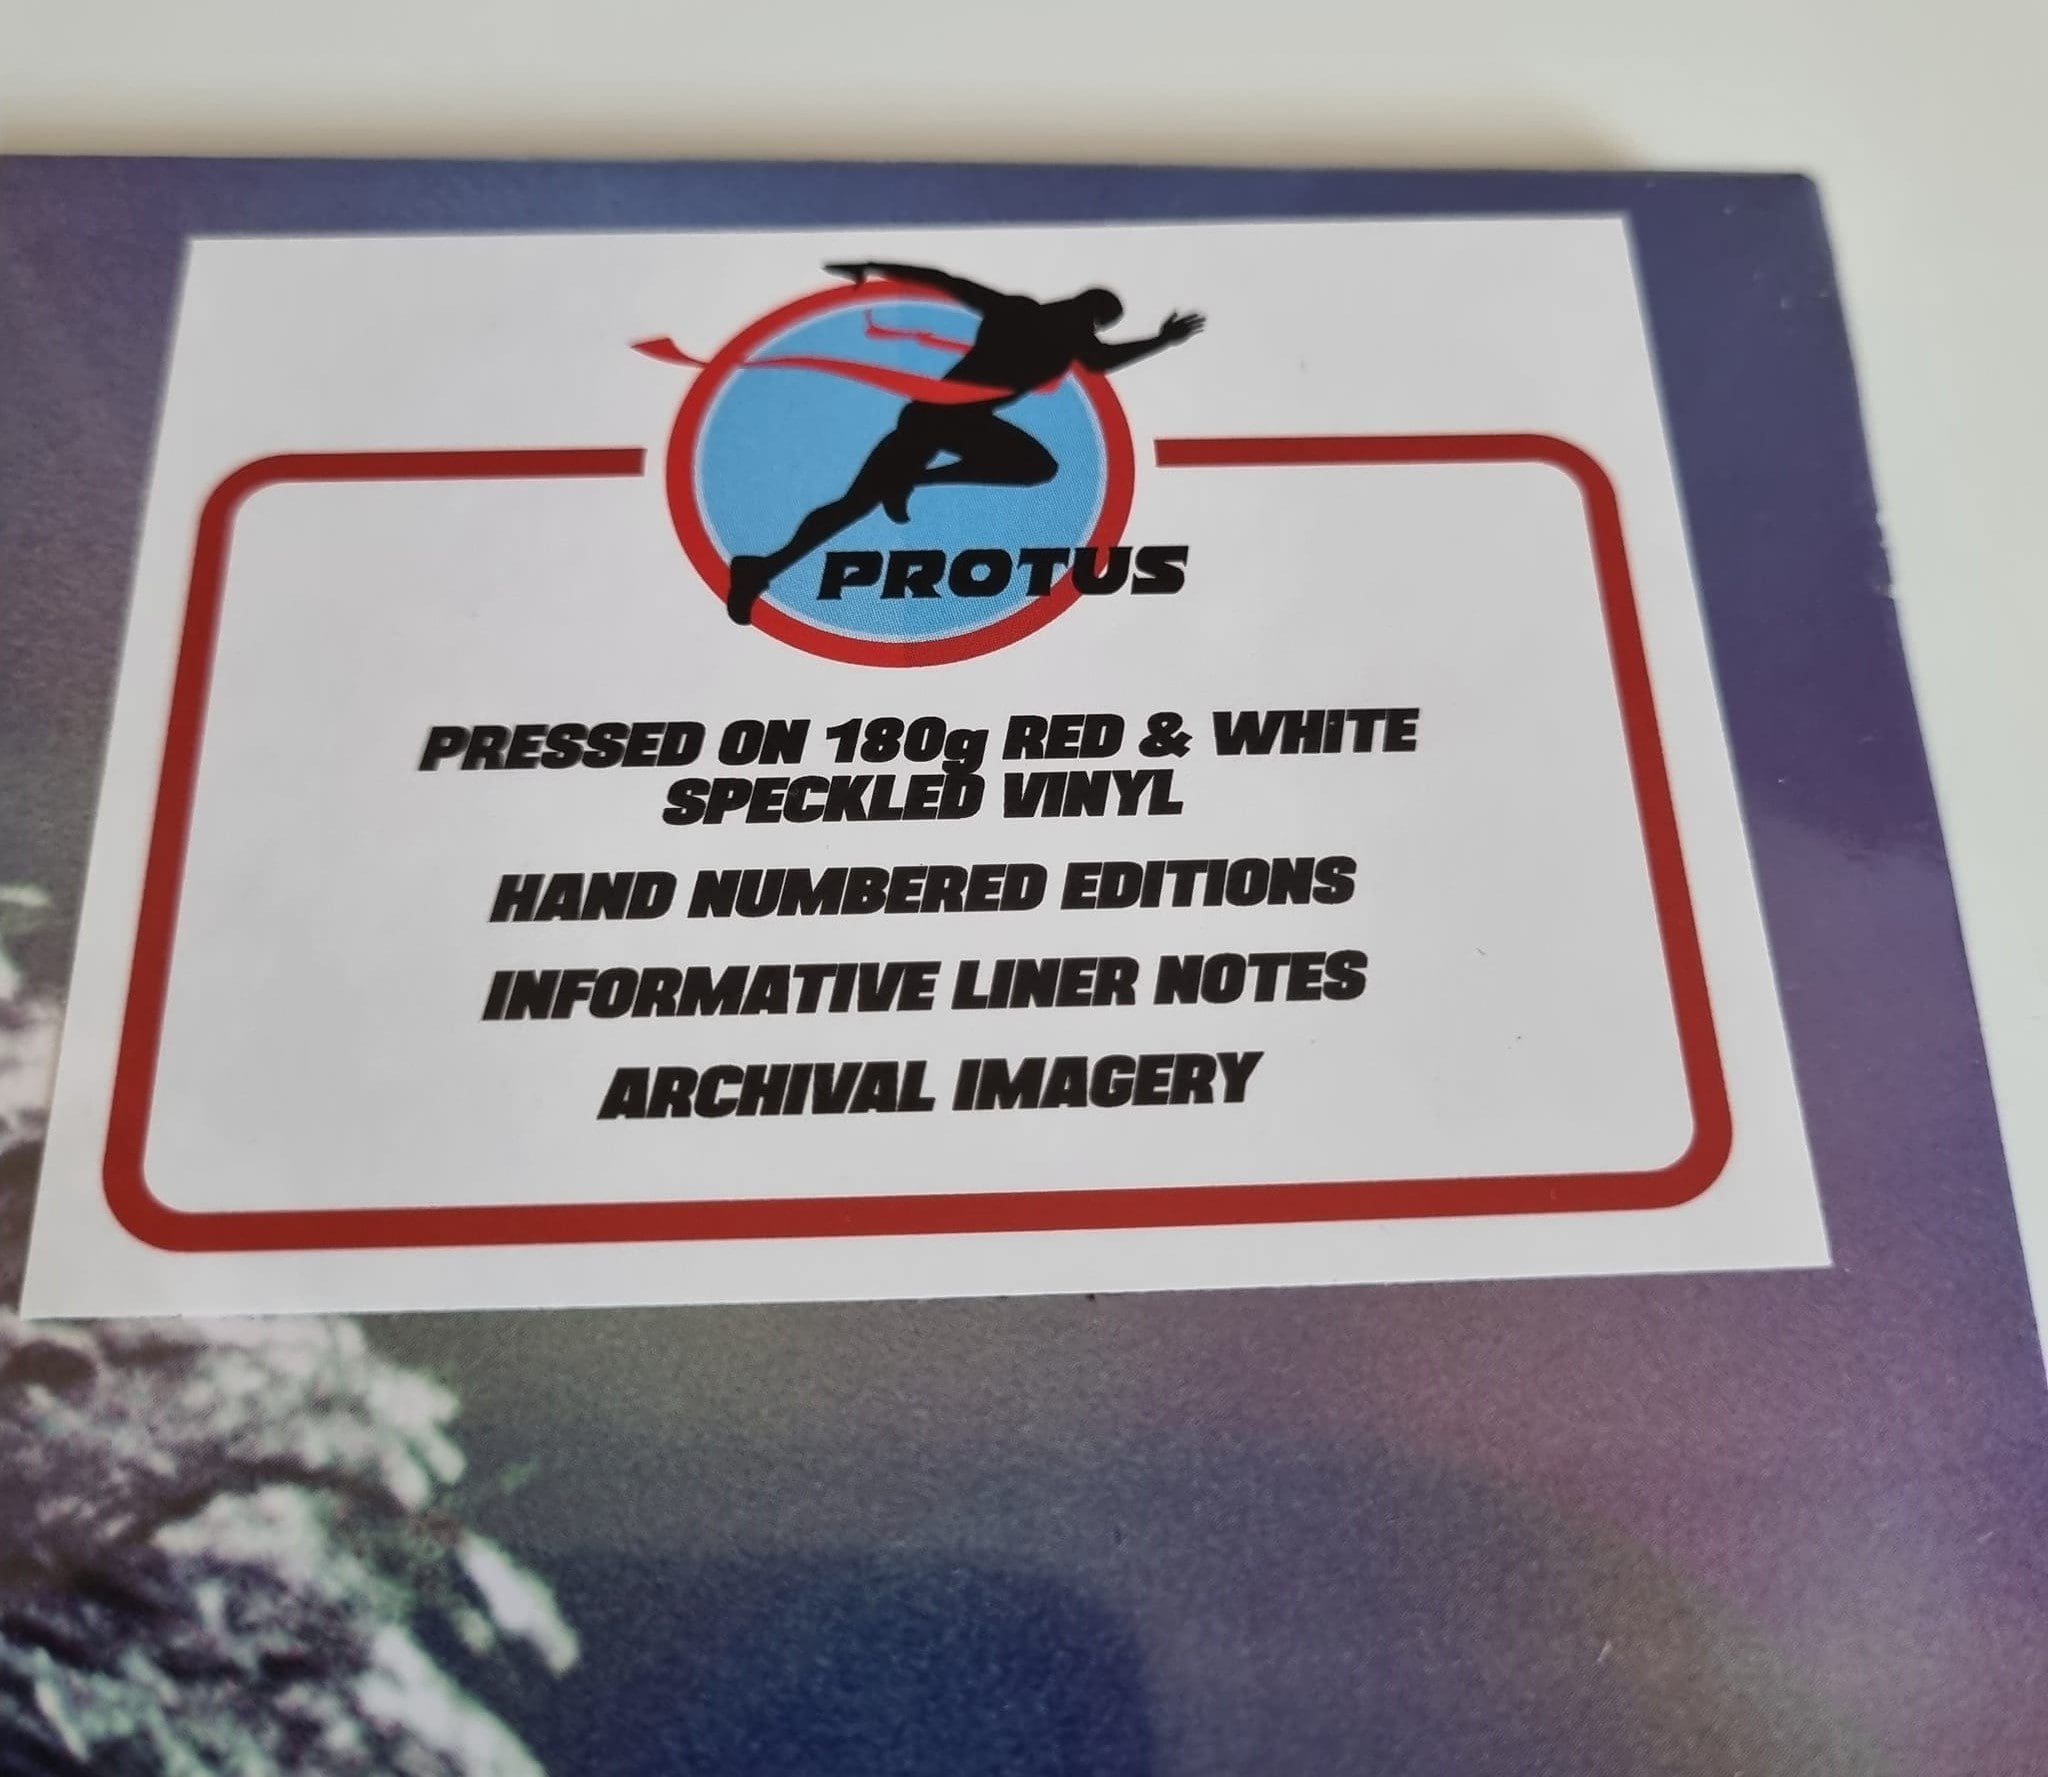 PROTUS
PRESSED ON 180g RED & WHITE
SPECKLED VINYL
HAND NUMBERED EDITIONS
INFORMATIVE LINER NOTES
ARCHIVAL IMAGERY